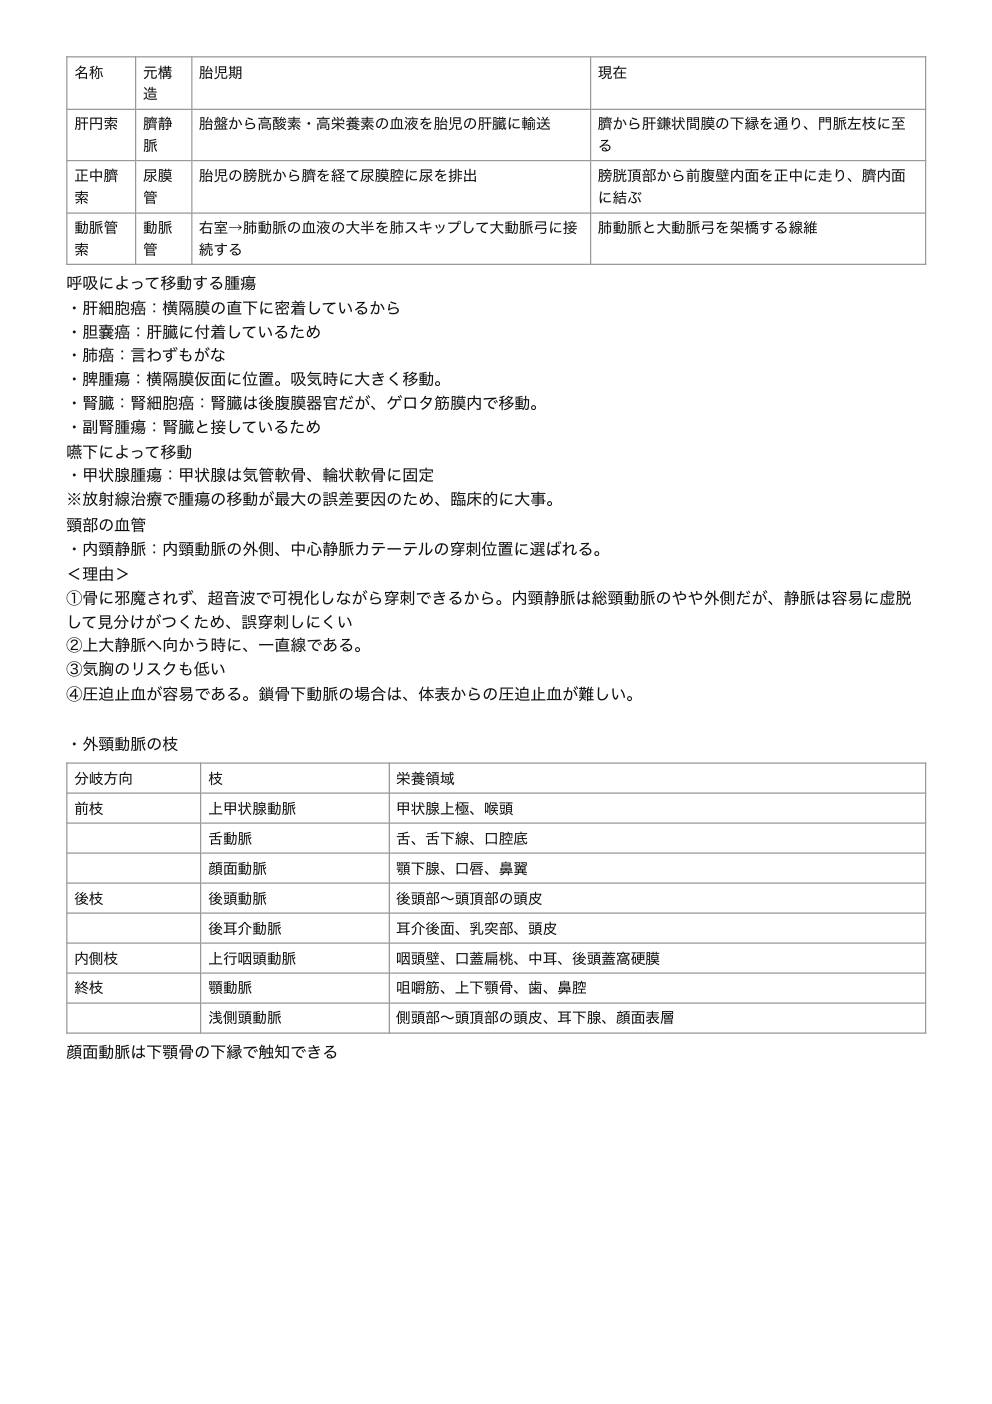 名称 元構造 胎児期 現在
肝円索 臍静脈 胎盤から高酸素・高栄養素の血液を胎児の肝臓に輸送 臍から肝鎌状間膜の下縁を通り、門脈左枝に至る
正中臍索 尿膜管 胎児の膀胱から臍を経て尿膜腔に尿を排出 膀胱頂部から前腹壁内面を正中に走り、臍内面に結ぶ
動脈管索 動脈管 右室→肺動脈の血液の大半を肺スキップして大動脈弓に接続する 肺動脈と大動脈弓を架橋する線維
呼吸によって移動する腫瘍
・肝細胞癌：横隔膜の直下に密着しているから
・胆嚢癌：肝臓に付着しているため
・肺癌：言わずもがな
・脾腫瘍：横隔膜仮面に位置。吸気時に大きく移動。
・腎臓：腎細胞癌：腎臓は後腹膜器官だが、ゲロタ筋膜内で移動。
・副腎腫瘍：腎臓と接しているため
嚥下によって移動
・甲状腺腫瘍：甲状腺は気管軟骨、輪状軟骨に固定
※放射線治療で腫瘍の移動が最大の誤差要因のため、臨床的に大事。
頸部の血管
・内頸静脈：内頸動脈の外側、中心静脈カテーテルの穿刺位置に選ばれる。
＜理由＞
①骨に邪魔されず、超音波で可視化しながら穿刺できるから。内頸静脈は総頸動脈のやや外側だが、静脈は容易に虚脱
して見分けがつくため、誤穿刺しにくい
②上大静脈へ向かう時に、一直線である。
③気胸のリスクも低い
④圧迫止血が容易である。鎖骨下動脈の場合は、体表からの圧迫止血が難しい。
・外頸動脈の枝
分岐方向 枝 栄養領域
前枝 上甲状腺動脈 甲状腺上極、喉頭
舌動脈 舌、舌下線、口腔底
顔面動脈 顎下腺、口唇、鼻翼
後枝 後頭動脈 後頭部〜頭頂部の頭皮
後耳介動脈 耳介後面、乳突部、頭皮
内側枝 上行咽頭動脈 咽頭壁、口蓋扁桃、中耳、後頭蓋窩硬膜
終枝 顎動脈 咀嚼筋、上下顎骨、歯、鼻腔
浅側頭動脈 側頭部〜頭頂部の頭皮、耳下腺、顔面表層
顔面動脈は下顎骨の下縁で触知できる